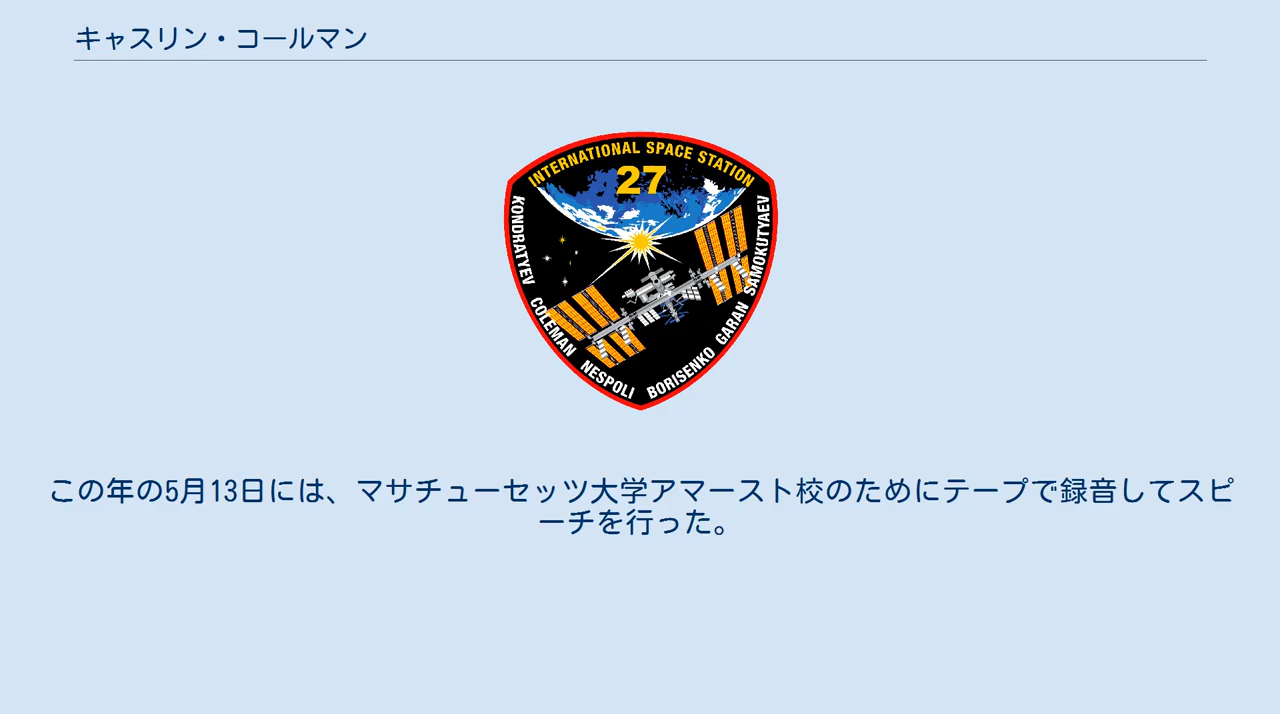 キャスリン・コールマン
INTERNATIONAL SPACE STATION
27
KONDRATYEV
COLEMAN
NESPOLI
BORISENKO
GARAN
SAMOKUTYAEV
この年の5月13日には、マサチューセッツ大学アマースト校のためにテープで録音してスピ
ーチを行った。